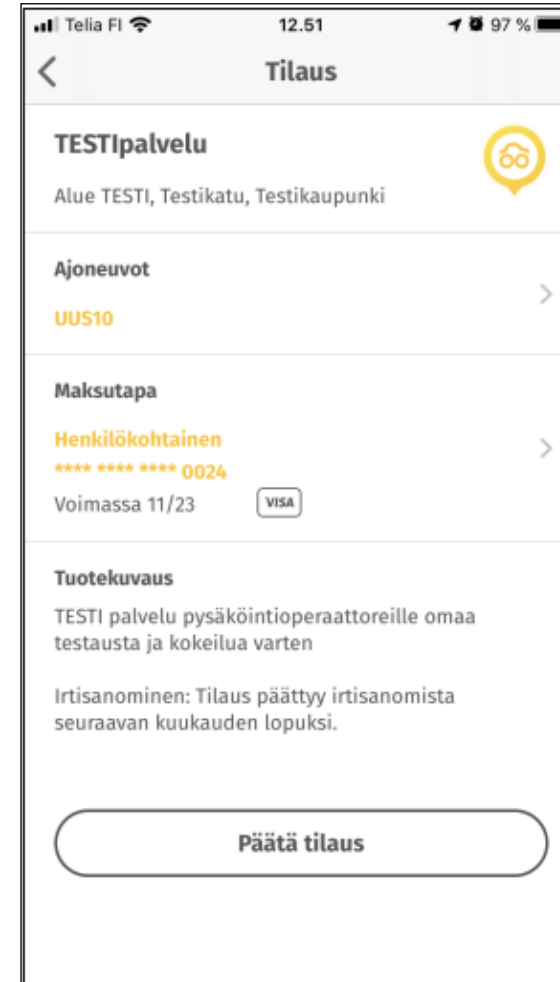 Telia FI 12.51 97 %
Tilaus
TESTIpalvelu
Alue TESTI, Testikatu, Testikaupunki
Ajoneuvot
UUS10
Maksutapa
Henkilökohtainen
**** **** **** 0024
Voimassa 11/23 VISA
Tuotekuvaus
TESTI palvelu pysäköintioperaattoreille omaa
testausta ja kokeilua varten
Irtisanominen: Tilaus päättyy irtisanomista
seuraavan kuukauden lopuksi.
Päätä tilaus